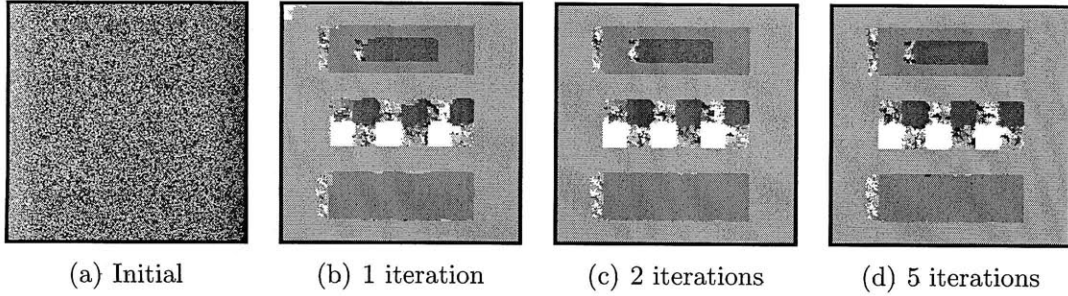 (a) Initial
(b) 1 iteration
(c) 2 iterations
(d) 5 iterations